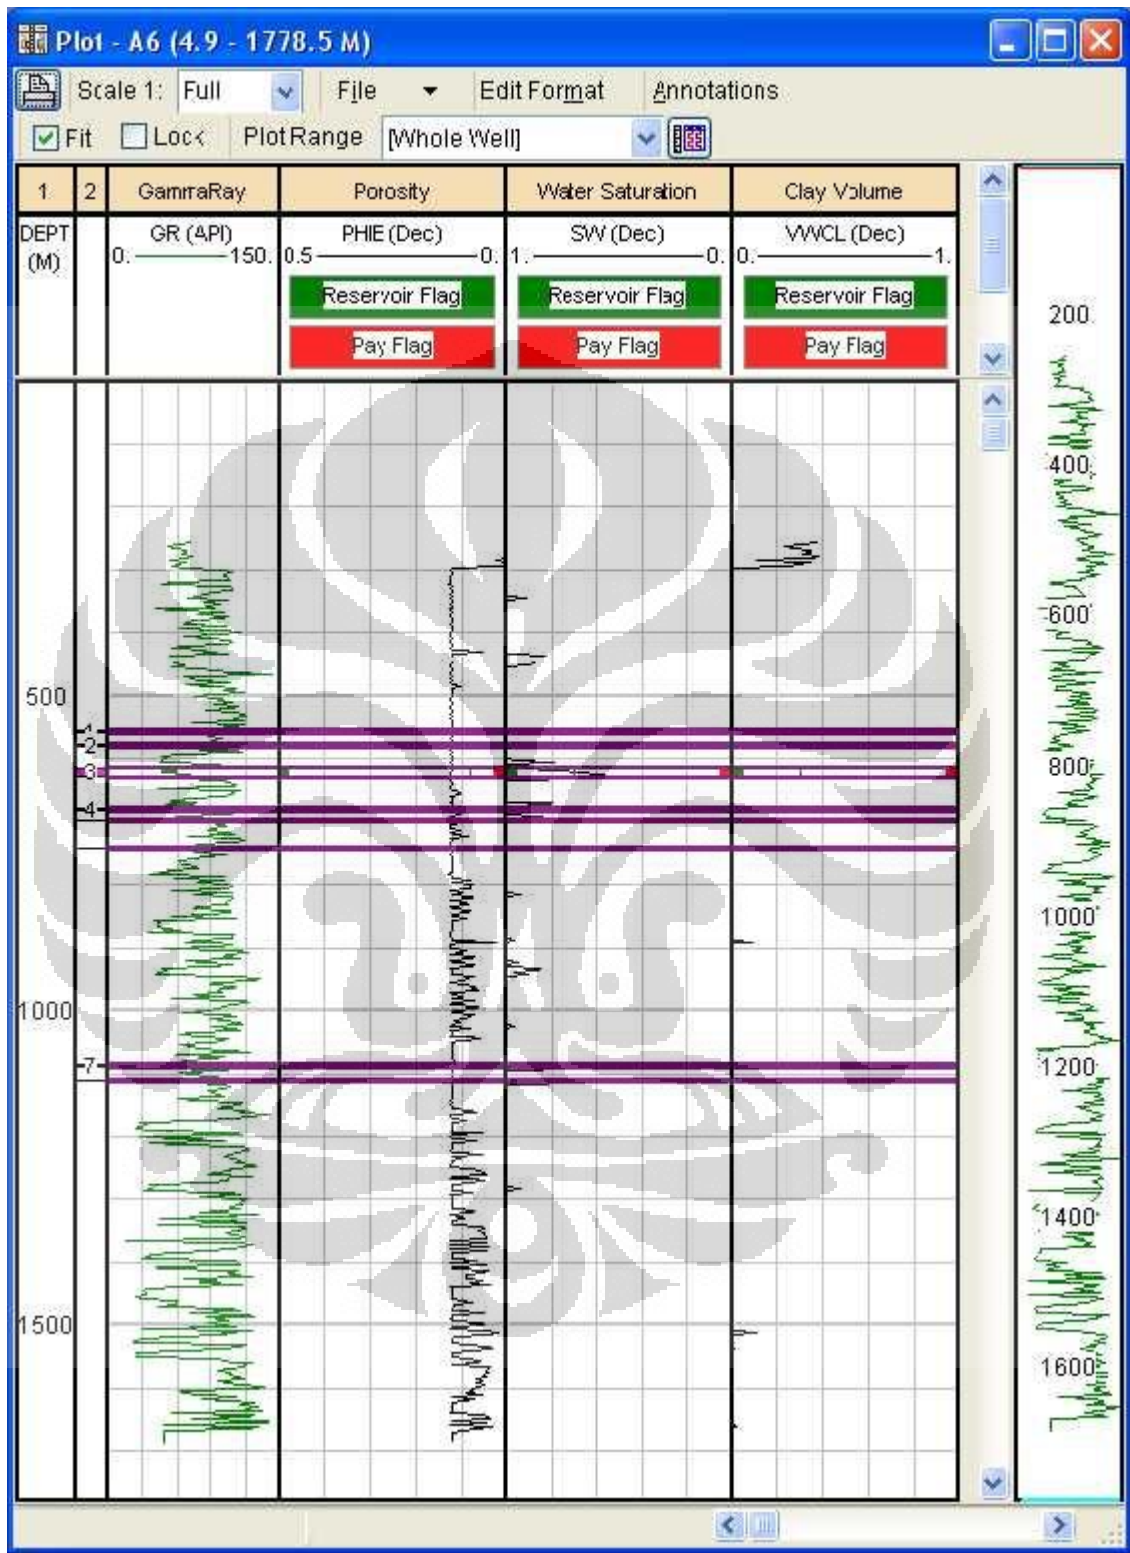 Plot - A6 (4.9 - 1778.5 M)
Scale 1: Full File Edit Format Annotations
Fit Lock Plot Range [Whole Well]
1 2 GammaRay Porosity Water Saturation Clay Volume
DEPT (M) GR (API) PHIE (Dec) SW (Dec) VWCL (Dec)
0. 150. 0.5 0. 1. 0. 0. 1.
Reservoir Flag Reservoir Flag Reservoir Flag
Pay Flag Pay Flag Pay Flag
500
1
2
3
4
1000
7
1500
200.
400.
600.
800.
1000.
1200.
1400.
1600.